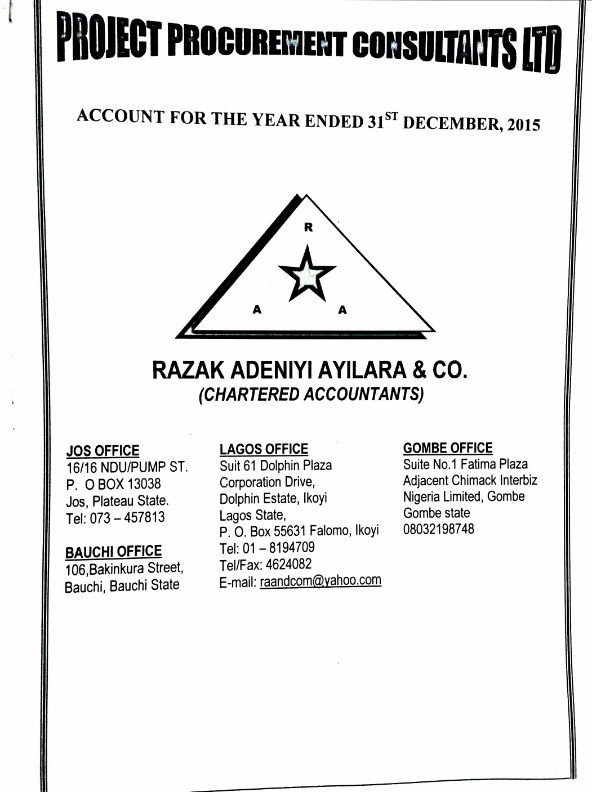 PROJECT PROCUREMENT CONSULTANTS LTD
ACCOUNT FOR THE YEAR ENDED 31ST DECEMBER, 2015
R
A A
RAZAK ADENIYI AYILARA & CO.
(CHARTERED ACCOUNTANTS)
JOS OFFICE
16/16 NDU/PUMP ST.
P. O BOX 13038
Jos, Plateau State.
Tel: 073 – 457813
BAUCHI OFFICE
106,Bakinkura Street,
Bauchi, Bauchi State
LAGOS OFFICE
Suit 61 Dolphin Plaza
Corporation Drive,
Dolphin Estate, Ikoyi
Lagos State,
P. O. Box 55631 Falomo, Ikoyi
Tel: 01 – 8194709
Tel/Fax: 4624082
E-mail: raandcom@yahoo.com
GOMBE OFFICE
Suite No.1 Fatima Plaza
Adjacent Chimack Interbiz
Nigeria Limited, Gombe
Gombe state
08032198748